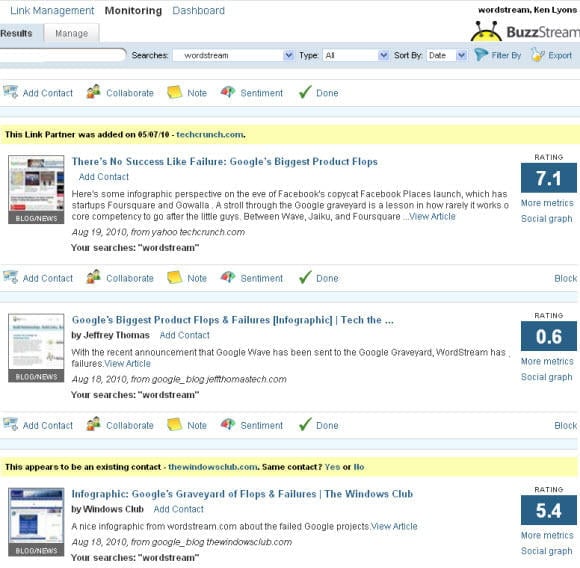 Link Management Monitoring Dashboard
wordstream, Ken Lyons
Results Manage
BuzzStream
Searches: wordstream Type: All Sort By: Date Filter By Export
Add Contact Collaborate Note Sentiment Done
This Link Partner was added on 05/07/10 - techcrunch.com.
There's No Success Like Failure: Google's Biggest Product Flops
Add Contact
Here's some infographic perspective on the eve of Facebook's copycat Facebook Places launch, which has
startups Foursquare and Gowalla . A stroll through the Google graveyard is a lesson in how rarely it works o
core competency to go after the little guys. Between Wave, Jaiku, and Foursquare ...View Article
Aug 19, 2010, from yahoo techcrunch.com
Your searches: "wordstream"
BLOG/NEWS
RATING
7.1
More metrics
Social graph
Add Contact Collaborate Note Sentiment Done Block
Google's Biggest Product Flops & Failures [Infographic] | Tech the ...
by Jeffrey Thomas Add Contact
With the recent announcement that Google Wave has been sent to the Google Graveyard, WordStream has
failures.View Article
Aug 18, 2010, from google_blog jeffthomastech.com
Your searches: "wordstream"
BLOG/NEWS
RATING
0.6
More metrics
Social graph
Add Contact Collaborate Note Sentiment Done Block
This appears to be an existing contact - thewindowsclub.com. Same contact? Yes or No
Infographic: Google's Graveyard of Flops & Failures | The Windows Club
by Windows Club Add Contact
A nice infographic from wordstream.com about the failed Google projects.View Article
Aug 18, 2010, from google_blog thewindowsclub.com
Your searches: "wordstream"
BLOG/NEWS
RATING
5.4
More metrics
Social graph